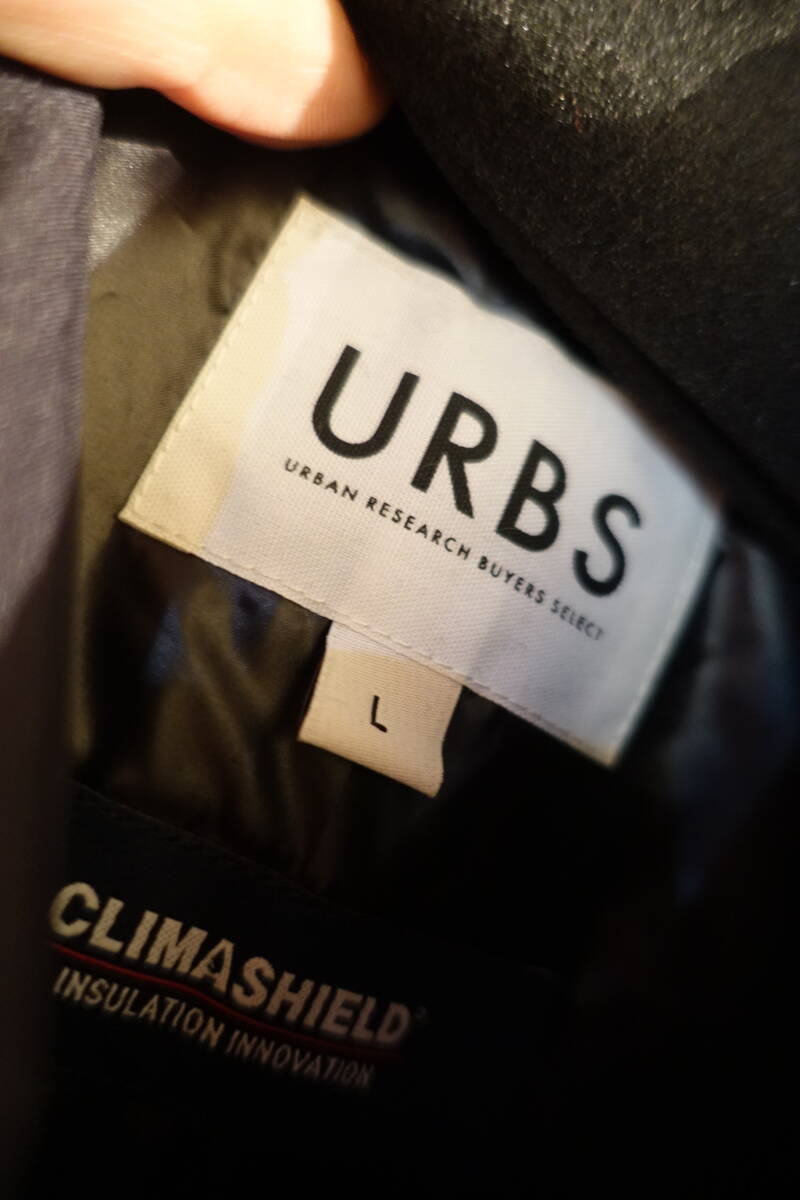 URBS
URBAN RESEARCH BUYERS SELECT
L
CLIMASHIELD
INSULATION INNOVATION